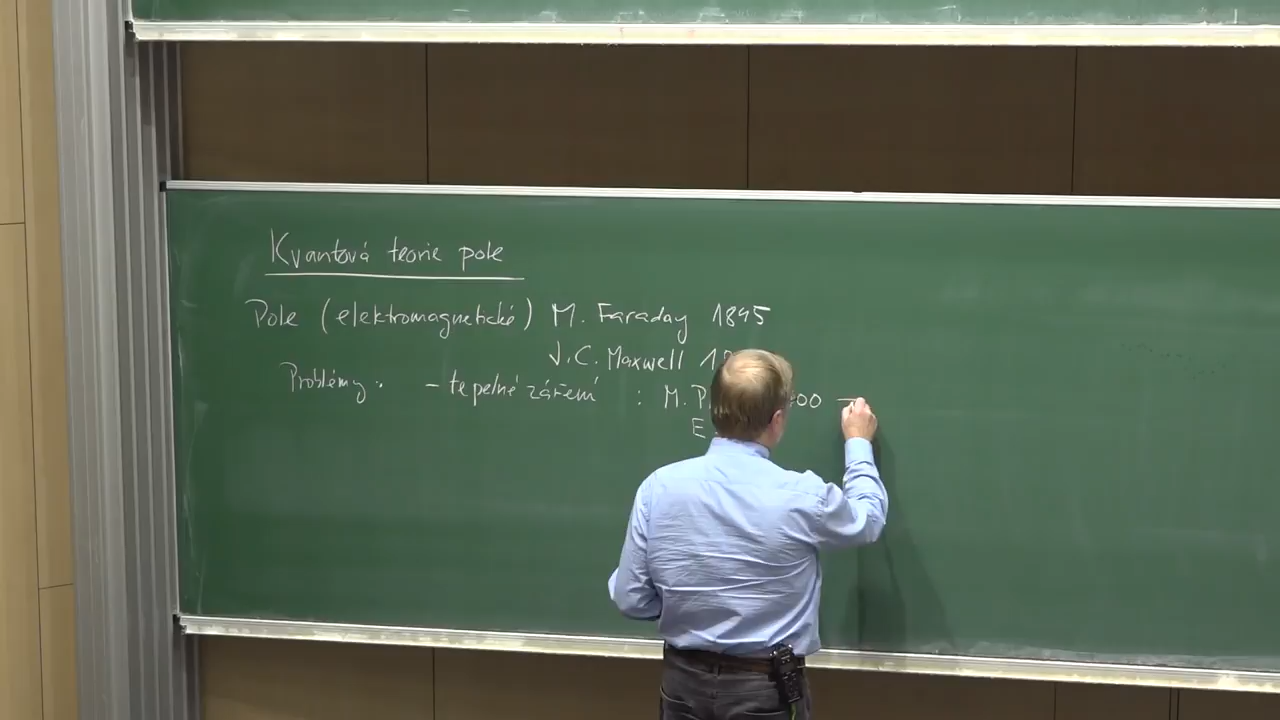 Kvantová teorie pole
Pole (elektromagnetické) M. Faraday 1845
J. C. Maxwell
Problémy: - tepelné záření : M.